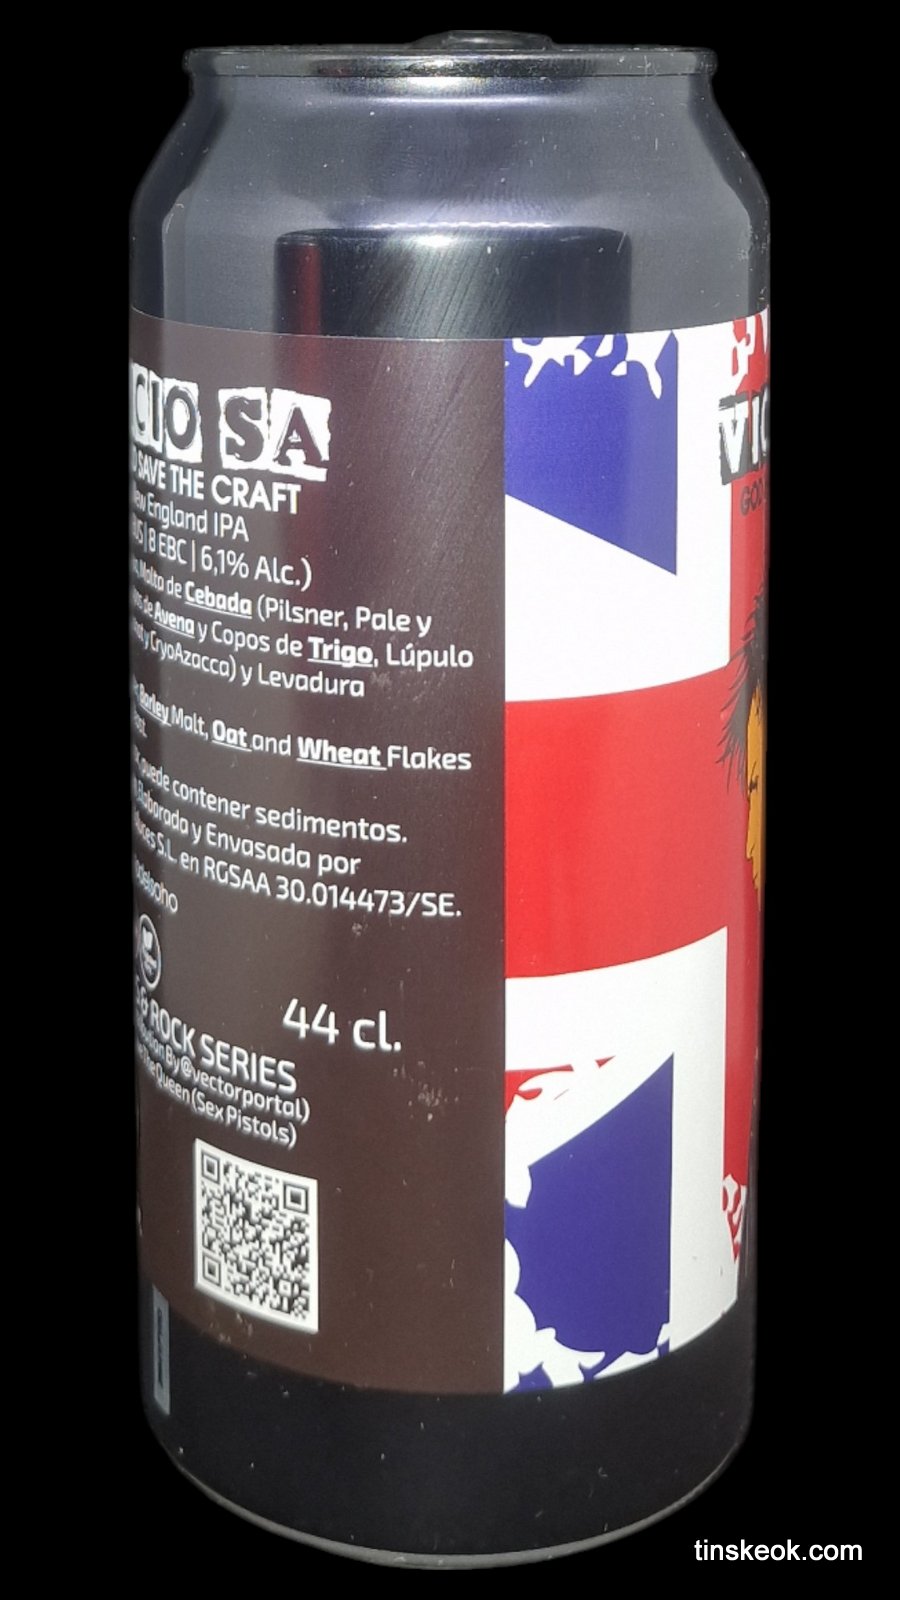 CIO SA
SAVE THE CRAFT
New England IPA
| 8 EBC | 6,1% Alc.)
Malta de Cebada (Pilsner, Pale y
de Avena y Copos de Trigo, Lúpulo
y CryoAzacca) y Levadura
Barley Malt, Oat and Wheat Flakes
puede contener sedimentos.
Elaborada y Envasada por
S.L. en RGSAA 30.014473/SE.
44 cl.
& ROCK SERIES
By @vectorportal)
The Queen (Sex Pistols)
VIC
GOD
tinskeok.com